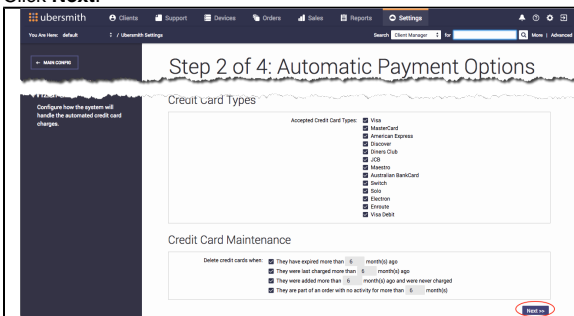 Click Next.
ubersmith Clients Support Devices Orders Sales Reports Settings
You Are Here: default / Ubersmith Settings Search Client Manager for More | Advanced
← MAIN CONFIG
Step 2 of 4: Automatic Payment Options
Configure how the system will
handle the automated credit card
charges.
Credit Card Types
Accepted Credit Card Types: Visa
MasterCard
American Express
Discover
Diners Club
JCB
Maestro
Australian BankCard
Switch
Solo
Electron
Enroute
Visa Debit
Credit Card Maintenance
Delete credit cards when: They have expired more than 6 month(s) ago
They were last charged more than 6 month(s) ago
They were added more than 6 month(s) ago and were never charged
They are part of an order with no activity for more than 6 month(s)
Next >>